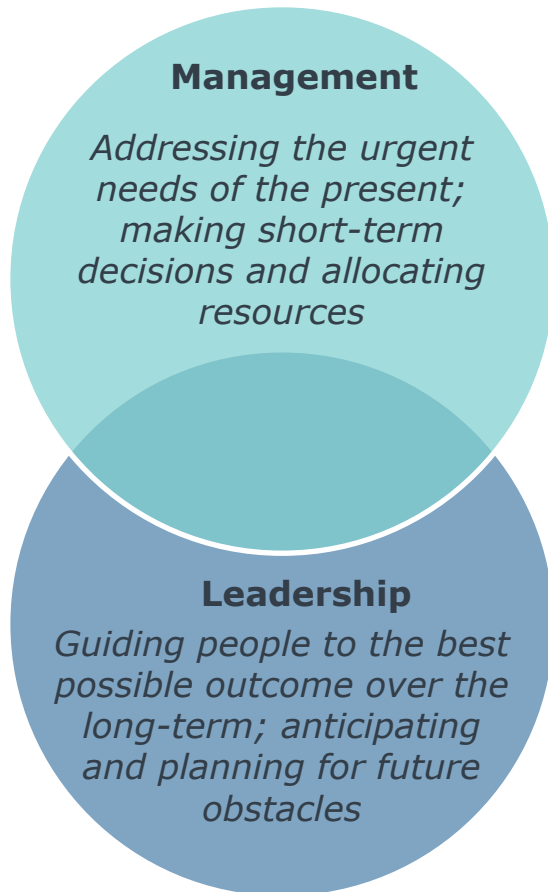 Management
Addressing the urgent
needs of the present;
making short-term
decisions and allocating
resources
Leadership
Guiding people to the best
possible outcome over the
long-term; anticipating
and planning for future
obstacles